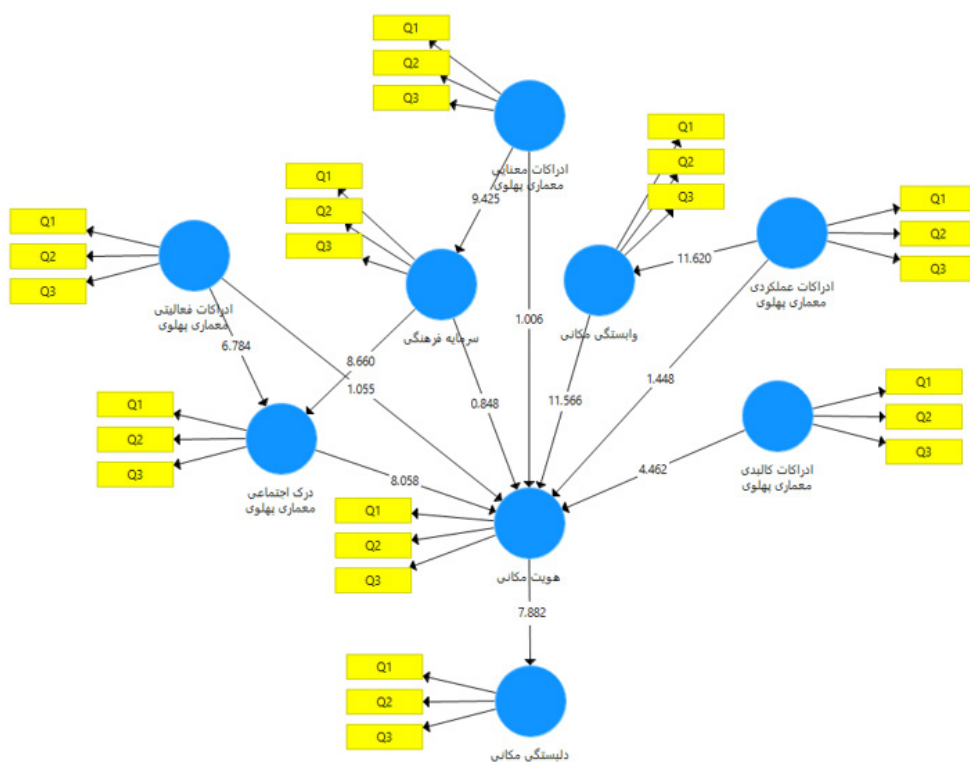 Q1
Q2
Q3
ادراکات معنایی
معماری پهلوی
Q1
Q2
Q3
9.425
Q1
Q2
Q3
سرمایه فرهنگی
وابستگی مکانی
11.620
Q1
Q2
Q3
ادراکات عملکردی
معماری پهلوی
Q1
Q2
Q3
ادراکات فعالیتی
معماری پهلوی
6.784
8.660
1.055
0.848
1.006
11.566
1.448
Q1
Q2
Q3
درک اجتماعی
معماری پهلوی
8.058
4.462
Q1
Q2
Q3
ادراکات کالبدی
معماری پهلوی
Q1
Q2
Q3
هویت مکانی
7.882
Q1
Q2
Q3
دلبستگی مکانی